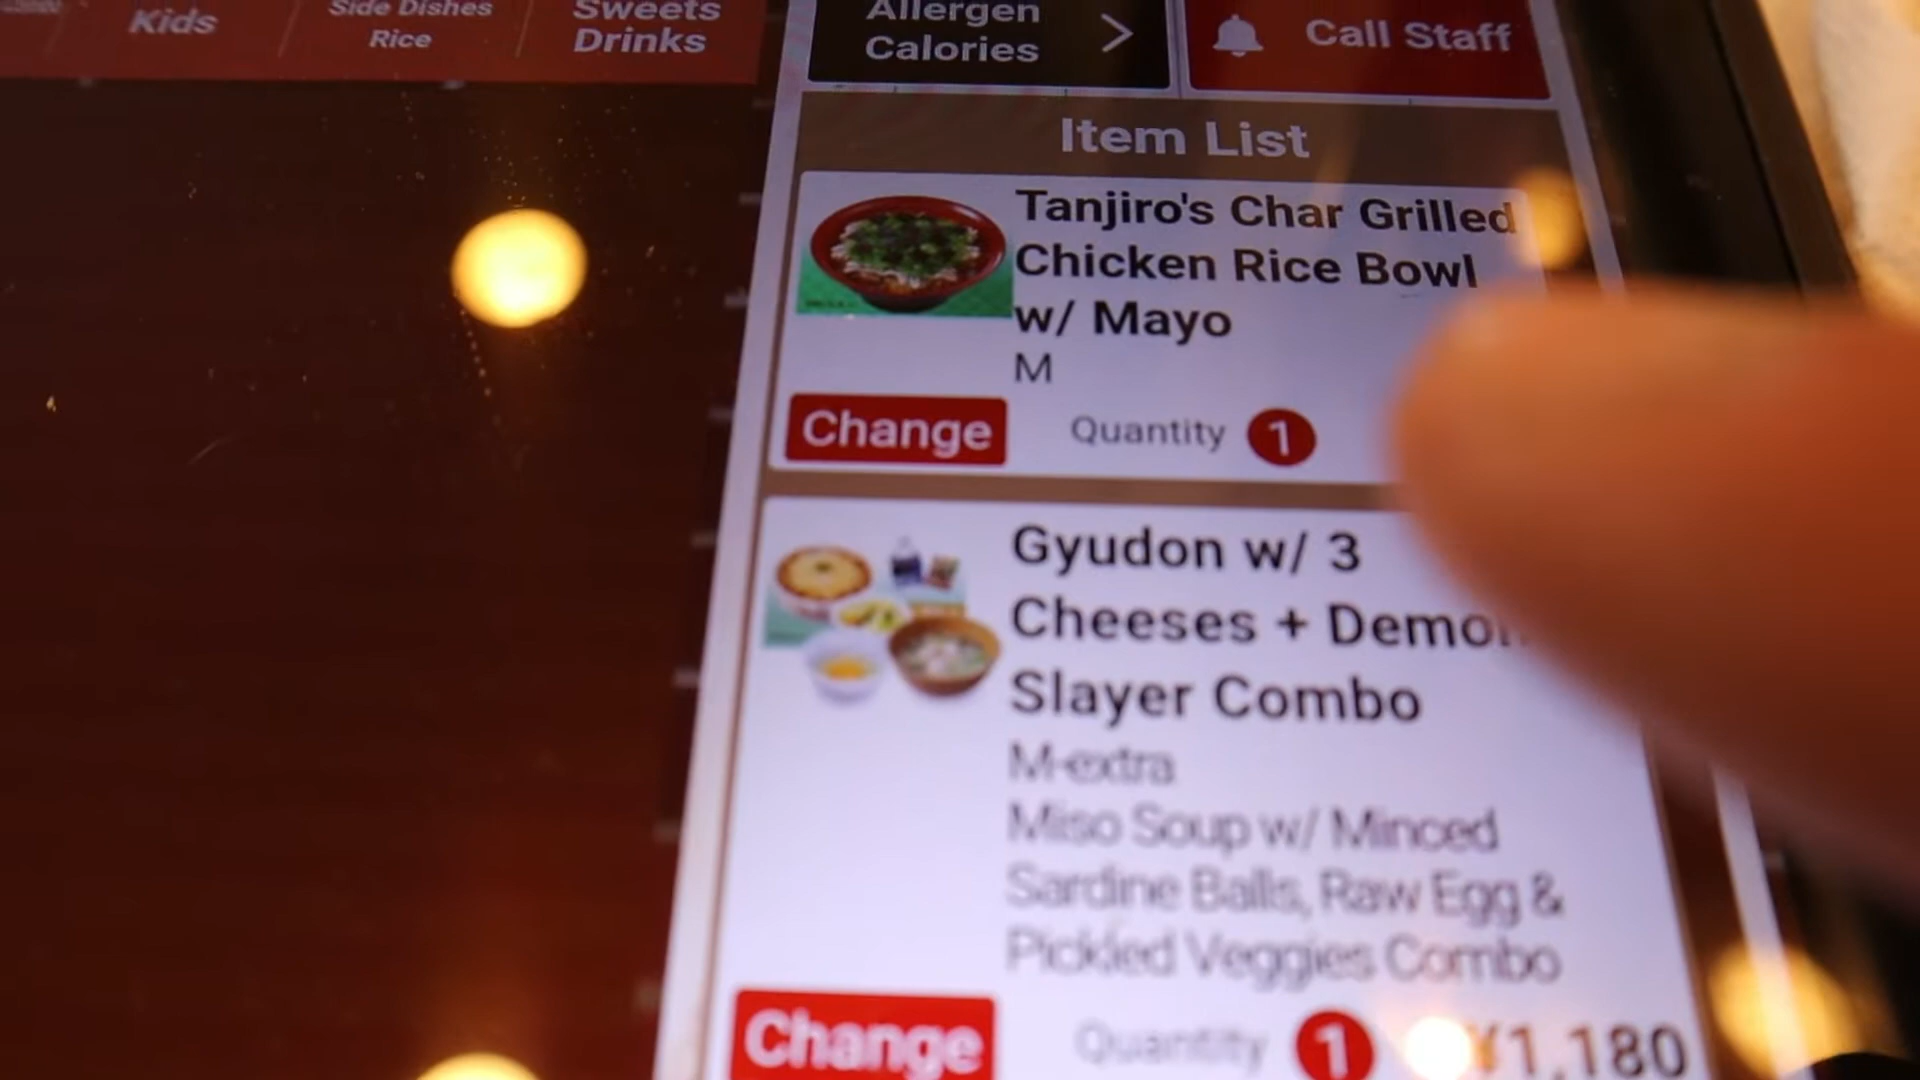 Kids
Side Dishes
Rice
Sweets
Drinks
Allergen
Calories
Call Staff
Item List
Tanjiro's Char Grilled
Chicken Rice Bowl
w/ Mayo
M
Change
Quantity 1
Gyudon w/ 3
Cheeses + Demon
Slayer Combo
M-extra
Miso Soup w/ Minced
Sardine Balls, Raw Egg &
Pickled Veggies Combo
Change
Quantity 1 ¥1,180